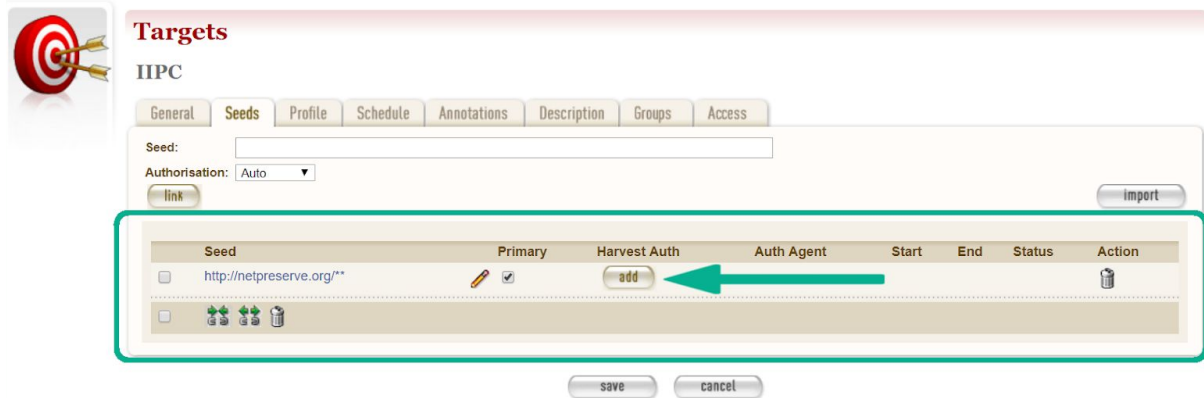 Targets
IIPC
General Seeds Profile Schedule Annotations Description Groups Access
Seed:
Authorisation: Auto
link import
Seed Primary Harvest Auth Auth Agent Start End Status Action
http://netpreserve.org/** add
save cancel